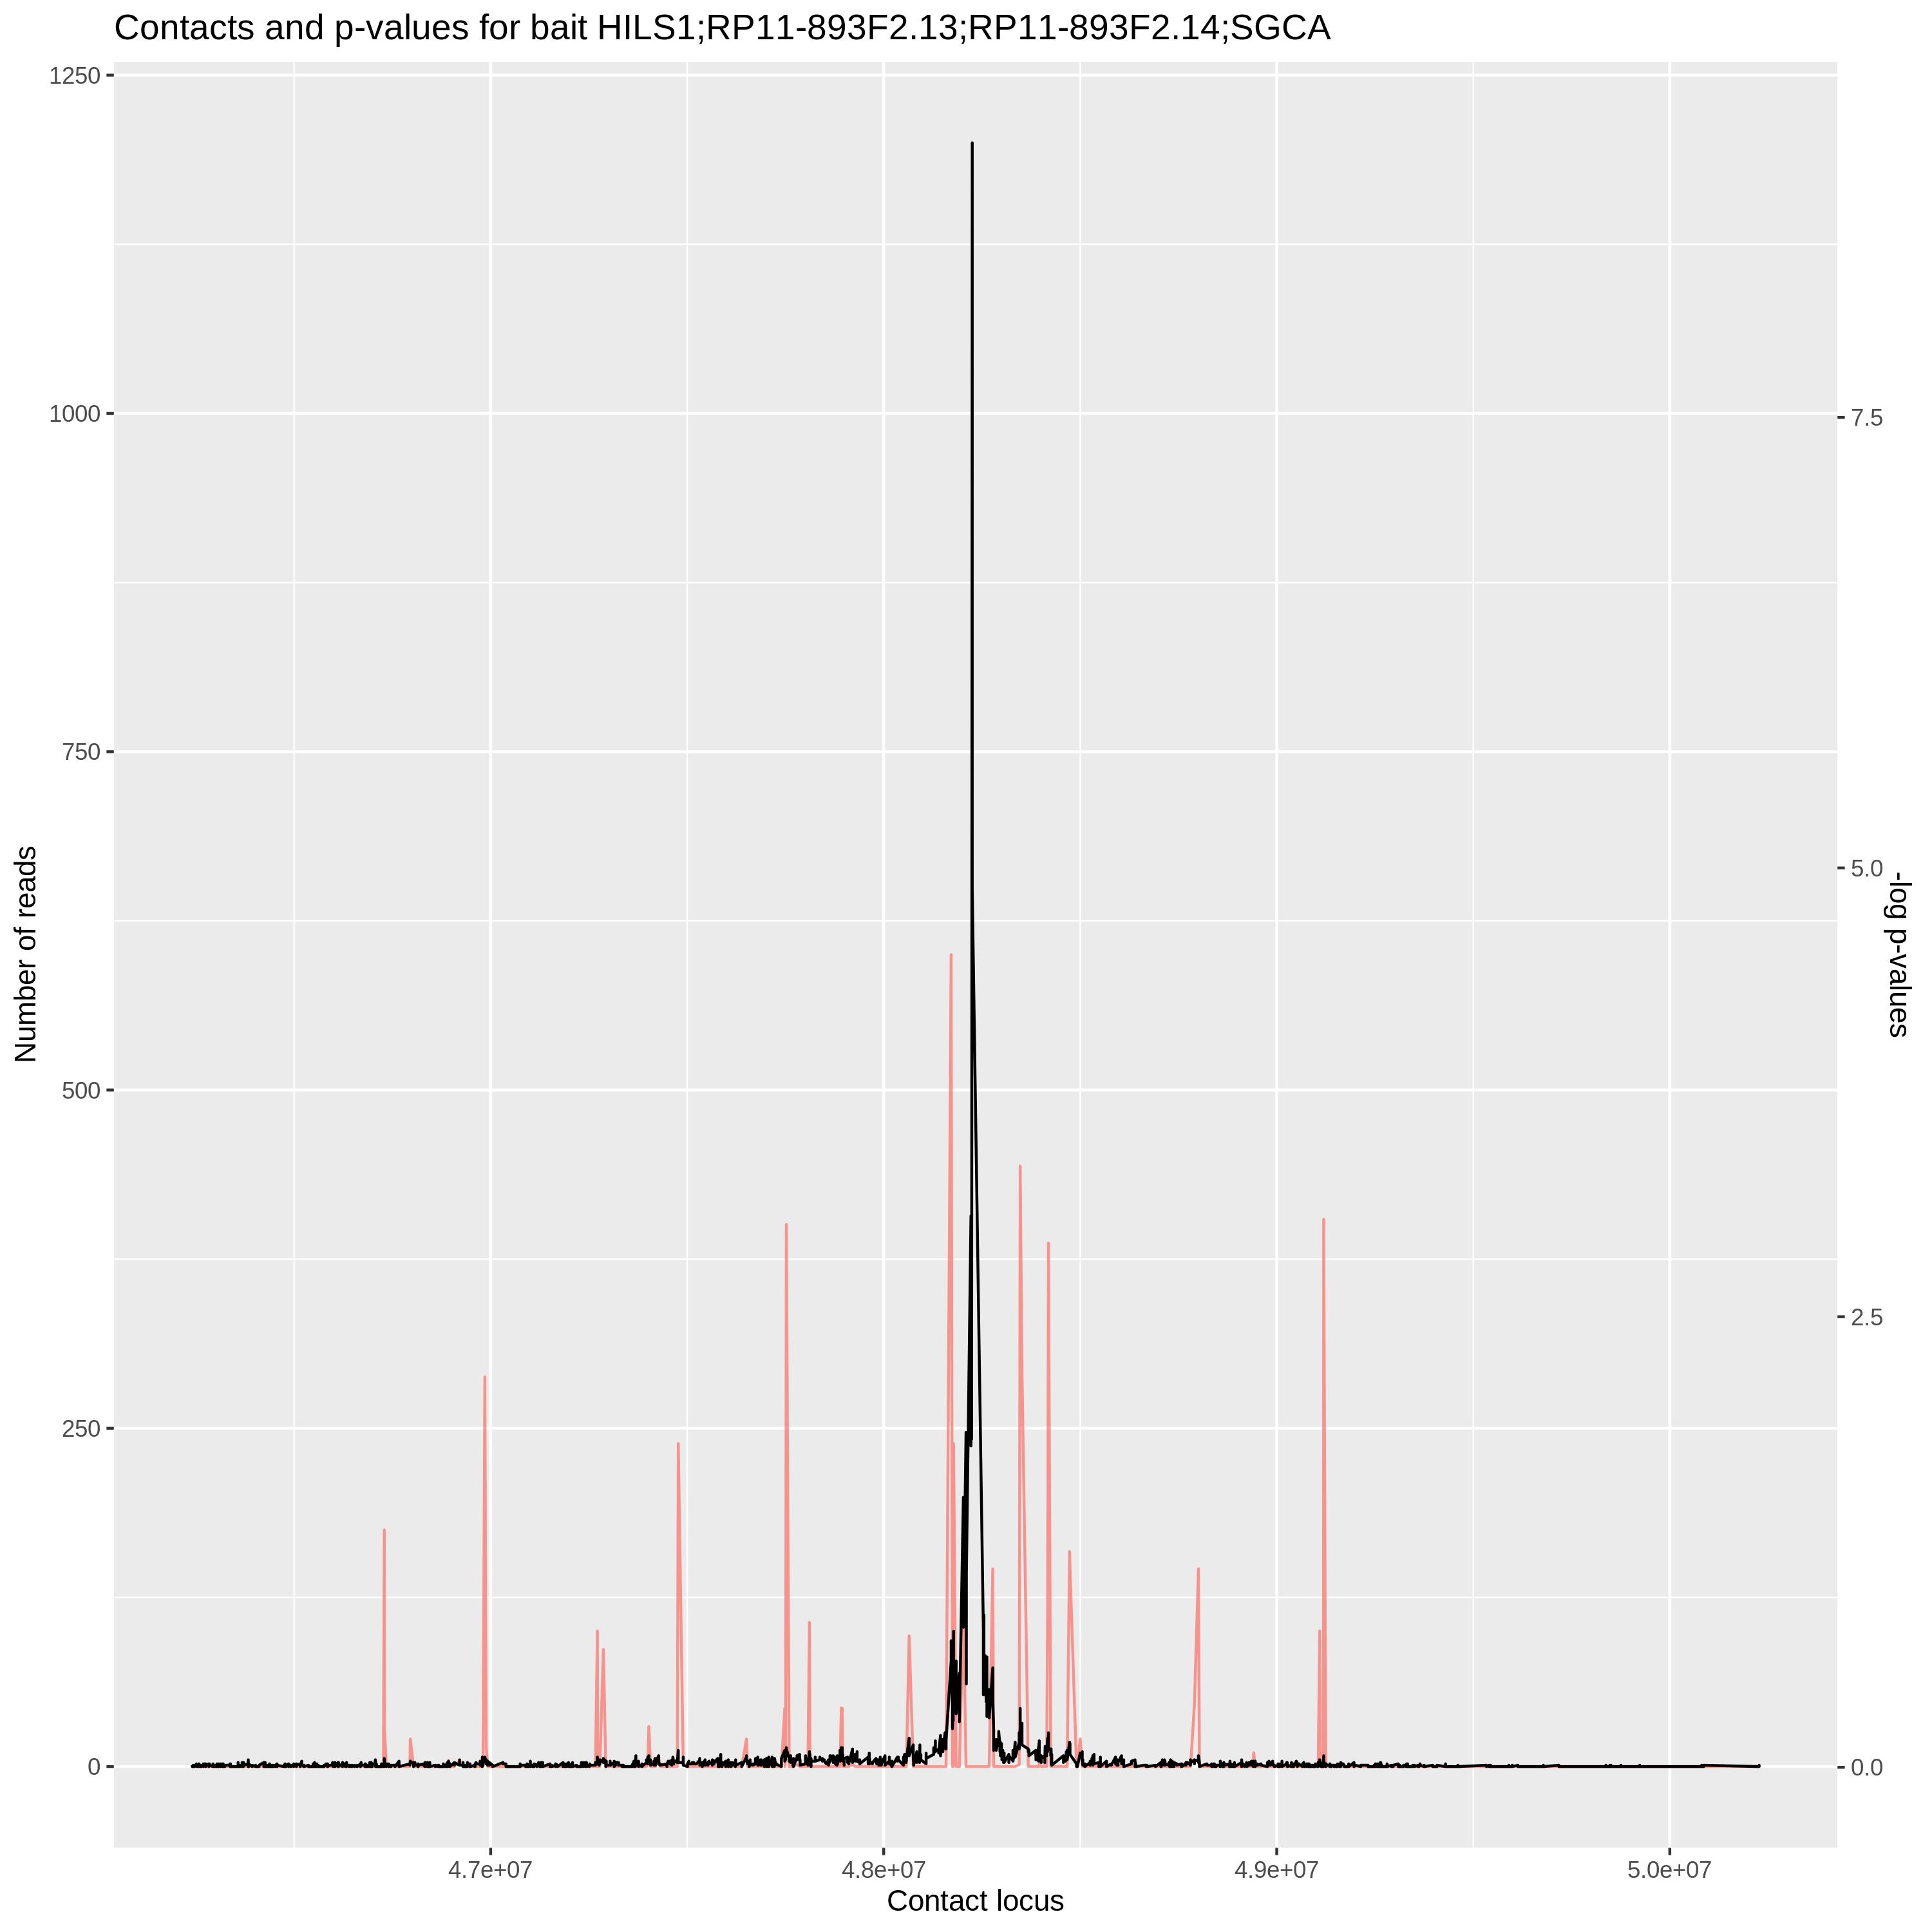 Contacts and p-values for bait HILS1;RP11-893F2.13;RP11-893F2.14;SGCA
1250
1000
750
500
250
0
Number of reads
7.5
5.0
2.5
0.0
-log p-values
4.7e+07
4.8e+07
4.9e+07
5.0e+07
Contact locus